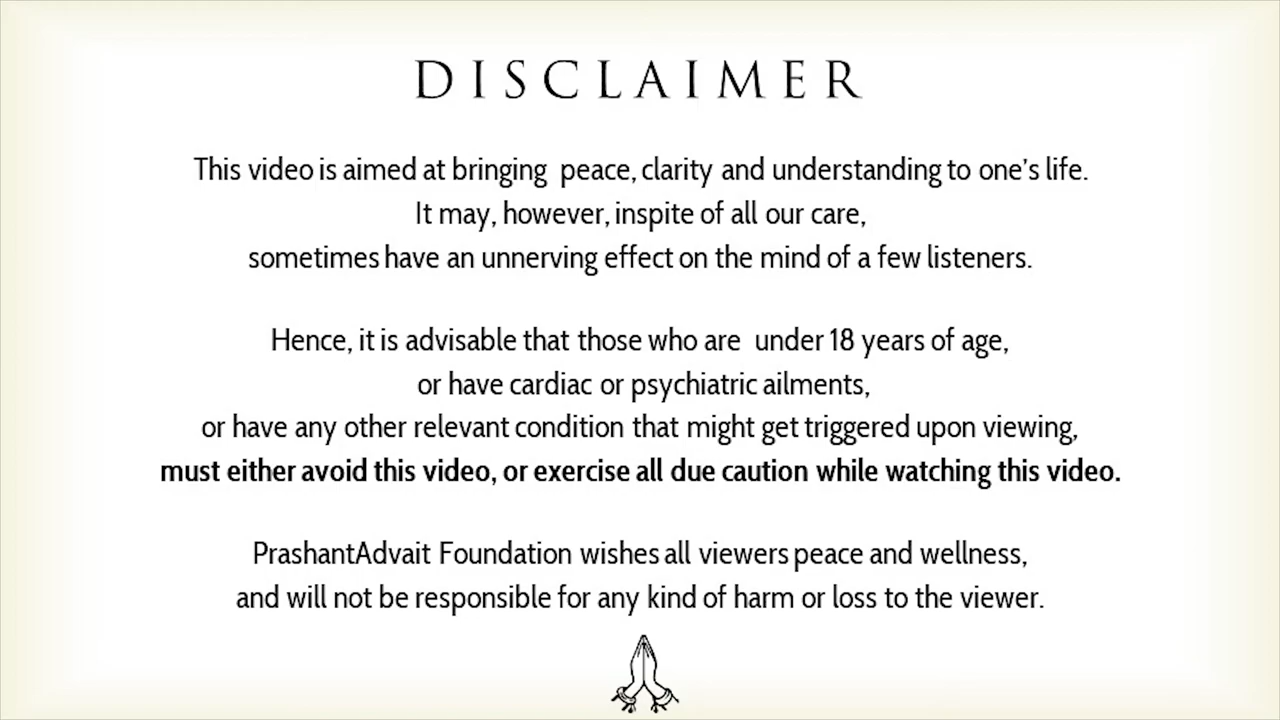 DISCLAIMER
This video is aimed at bringing peace, clarity and understanding to one's life.
It may, however, inspite of all our care,
sometimes have an unnerving effect on the mind of a few listeners.
Hence, it is advisable that those who are under 18 years of age,
or have cardiac or psychiatric ailments,
or have any other relevant condition that might get triggered upon viewing,
must either avoid this video, or exercise all due caution while watching this video.
PrashantAdvait Foundation wishes all viewers peace and wellness,
and will not be responsible for any kind of harm or loss to the viewer.